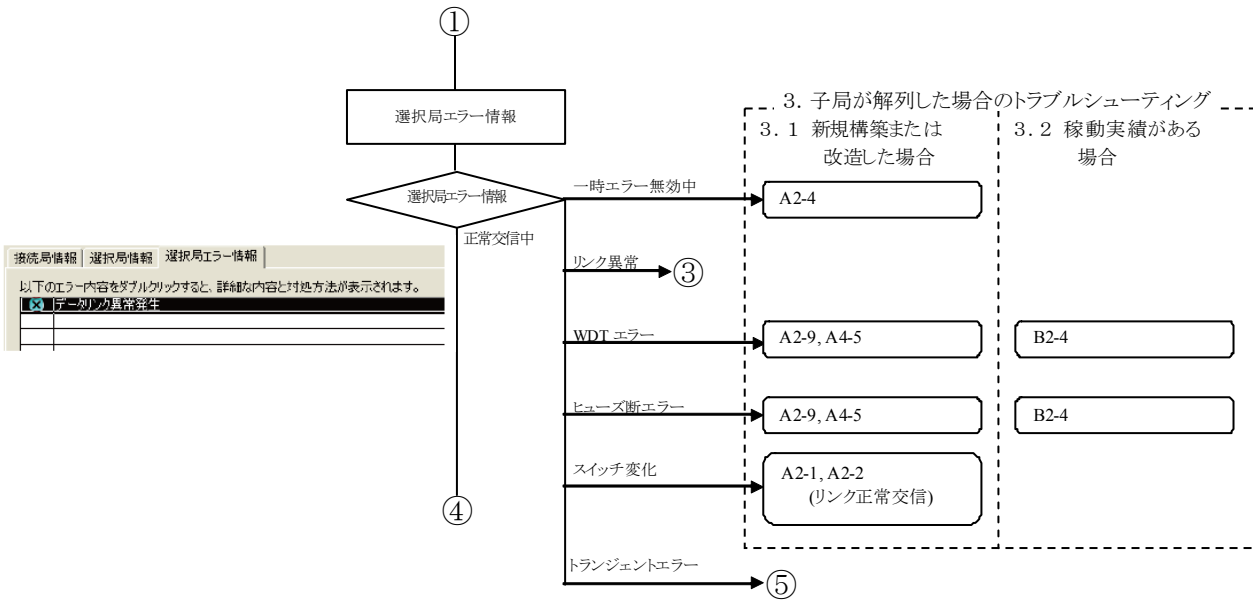 ①
選択局エラー情報
3. 子局が解列した場合のトラブルシューティング
3. 1 新規構築または
改造した場合
3. 2 稼動実績がある
場合
選択局エラー情報
一時エラー無効中
A2-4
正常交信中
接続局情報
選択局情報
選択局エラー情報
以下のエラー内容をダブルクリックすると、詳細な内容と対処方法が表示されます。
データリンク異常発生
リンク異常
③
WDT エラー
A2-9, A4-5
B2-4
ヒューズ断エラー
A2-9, A4-5
B2-4
スイッチ変化
A2-1, A2-2
(リンク正常交信)
④
トランジェントエラー
⑤